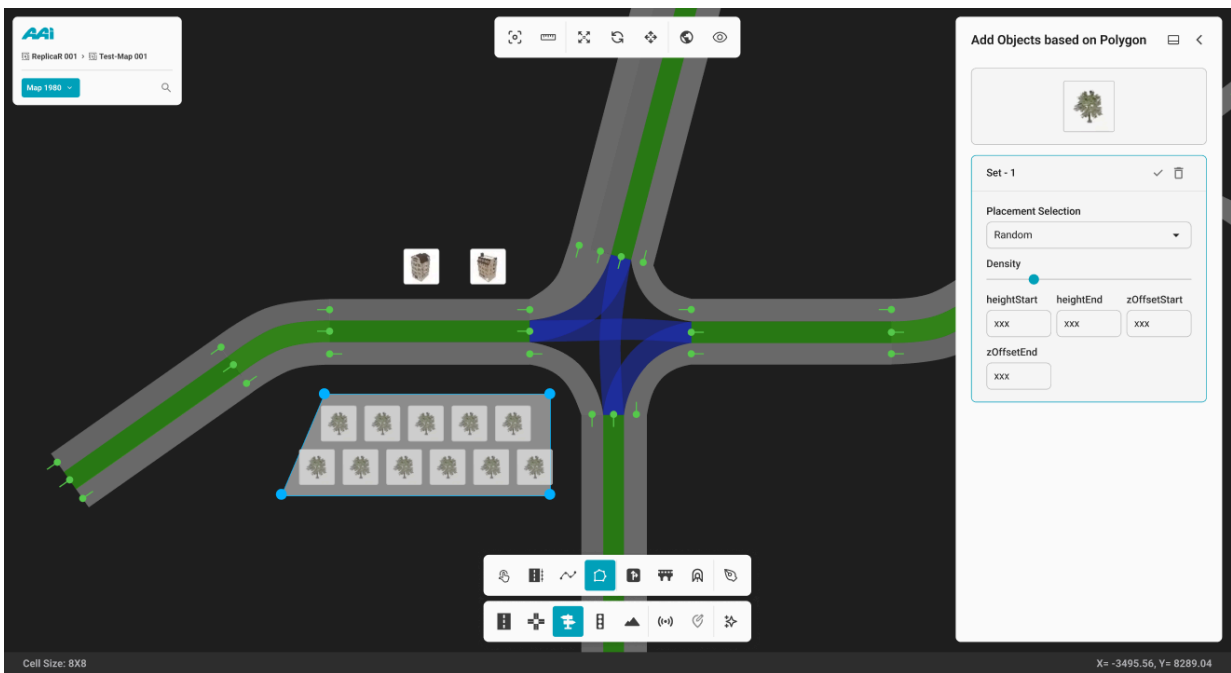 AAi
ReplicaR 001 > Test-Map 001
Map 1980
Add Objects based on Polygon
Set - 1
Placement Selection
Random
Density
heightStart heightEnd zOffsetStart
xxx xxx xxx
zOffsetEnd
xxx
Cell Size: 8X8
X= -3495.56, Y= 8289.04